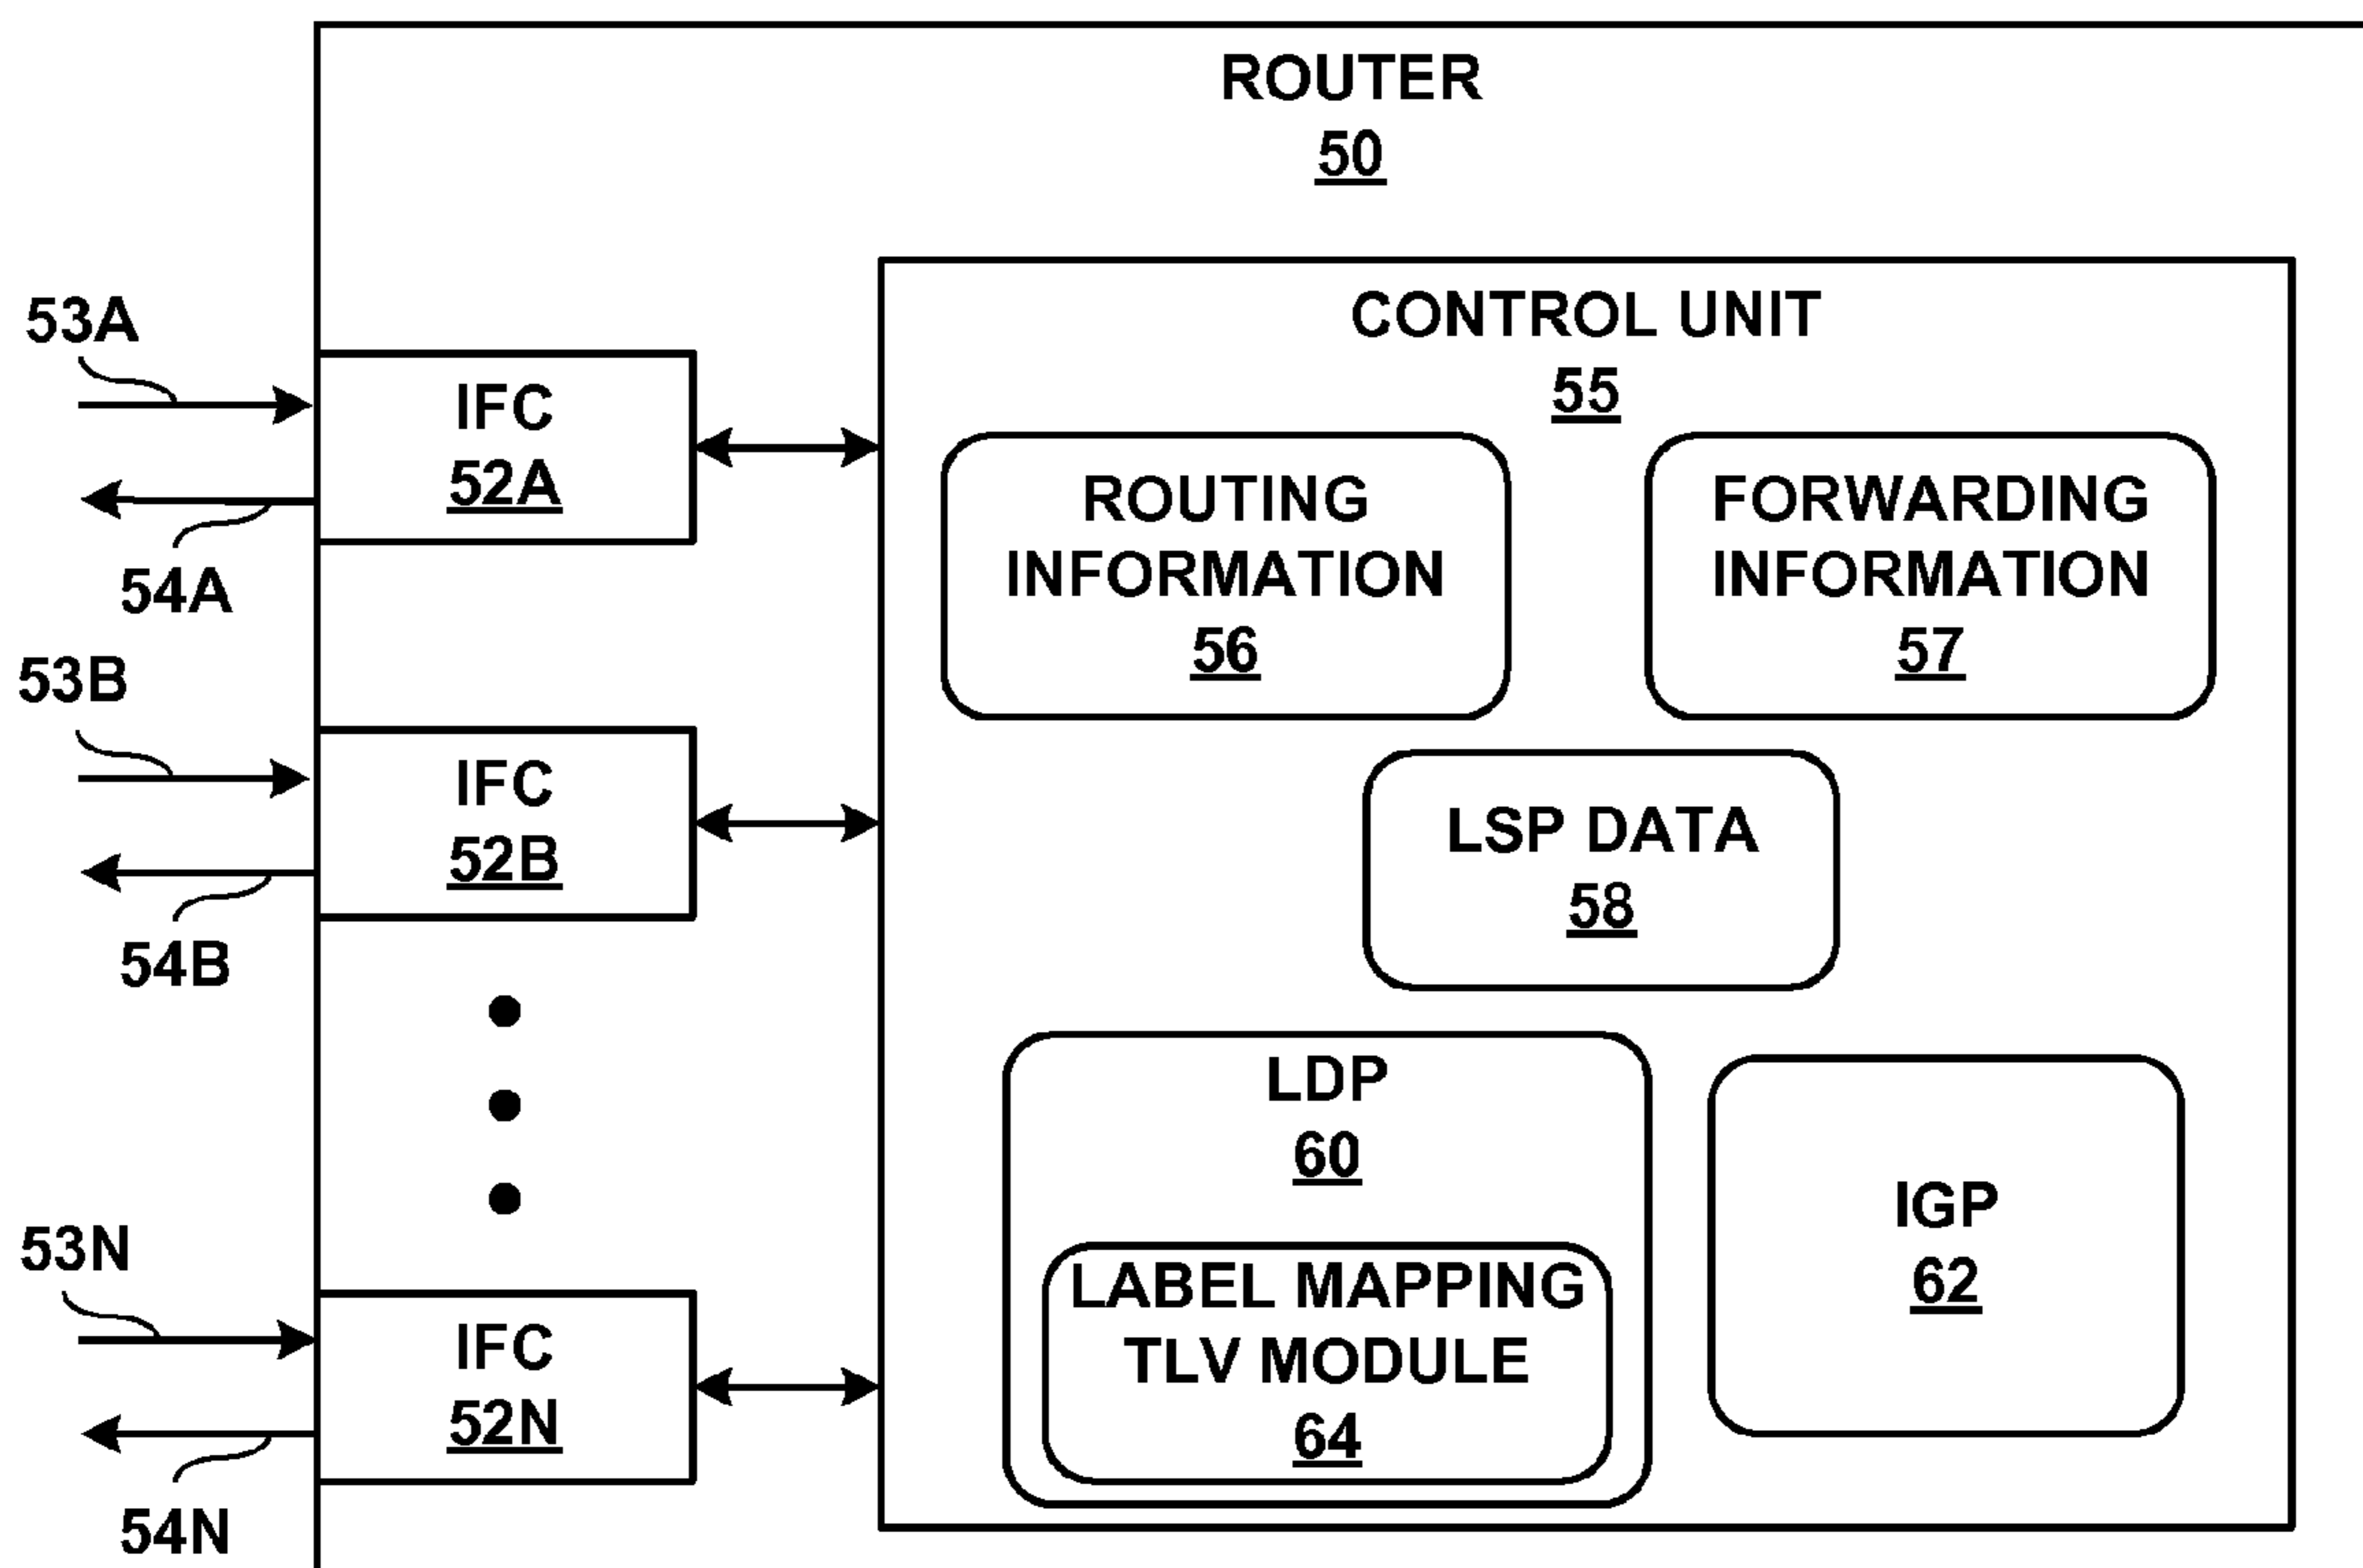 ROUTER
50
CONTROL UNIT
55
53A
IFC
52A
54A
ROUTING
INFORMATION
56
FORWARDING
INFORMATION
57
53B
IFC
52B
54B
LSP DATA
58
LDP
60
LABEL MAPPING
TLV MODULE
64
IGP
62
53N
IFC
52N
54N